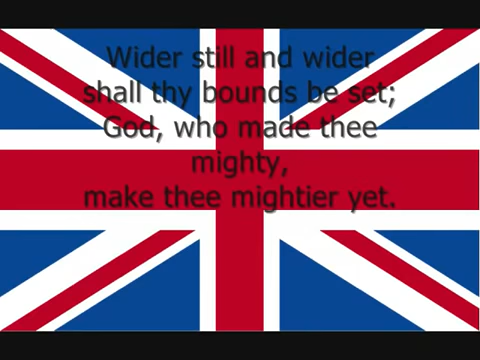 Wider still and wider
shall thy bounds be set;
God, who made thee
mighty,
make thee mightier yet.